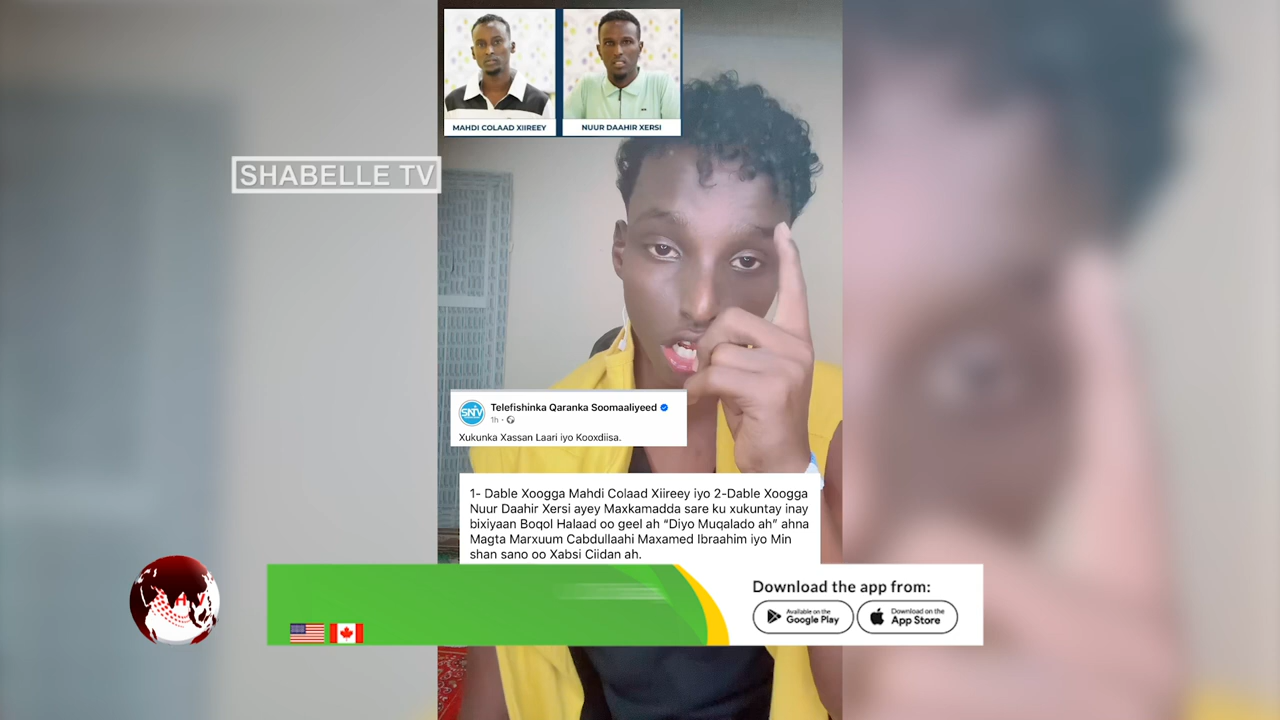 MAHDI COLAAD XIIREEY
NUUR DAAHIR XERSI
SHABELLE TV
SNTV
Telefishinka Qaranka Soomaaliyeed
1h
Xukunka Xassan Laari iyo Kooxdiisa.
1- Dable Xoogga Mahdi Colaad Xiireey iyo 2-Dable Xoogga
Nuur Daahir Xersi ayey Maxkamadda sare ku xukuntay inay
bixiyaan Boqol Halaad oo geel ah “Diyo Muqalado ah” ahna
Magta Marxuum Cabdullaahi Maxamed Ibraahim iyo Min
shan sano oo Xabsi Ciidan ah.
Download the app from:
Available on the
Google Play
Download on the
App Store